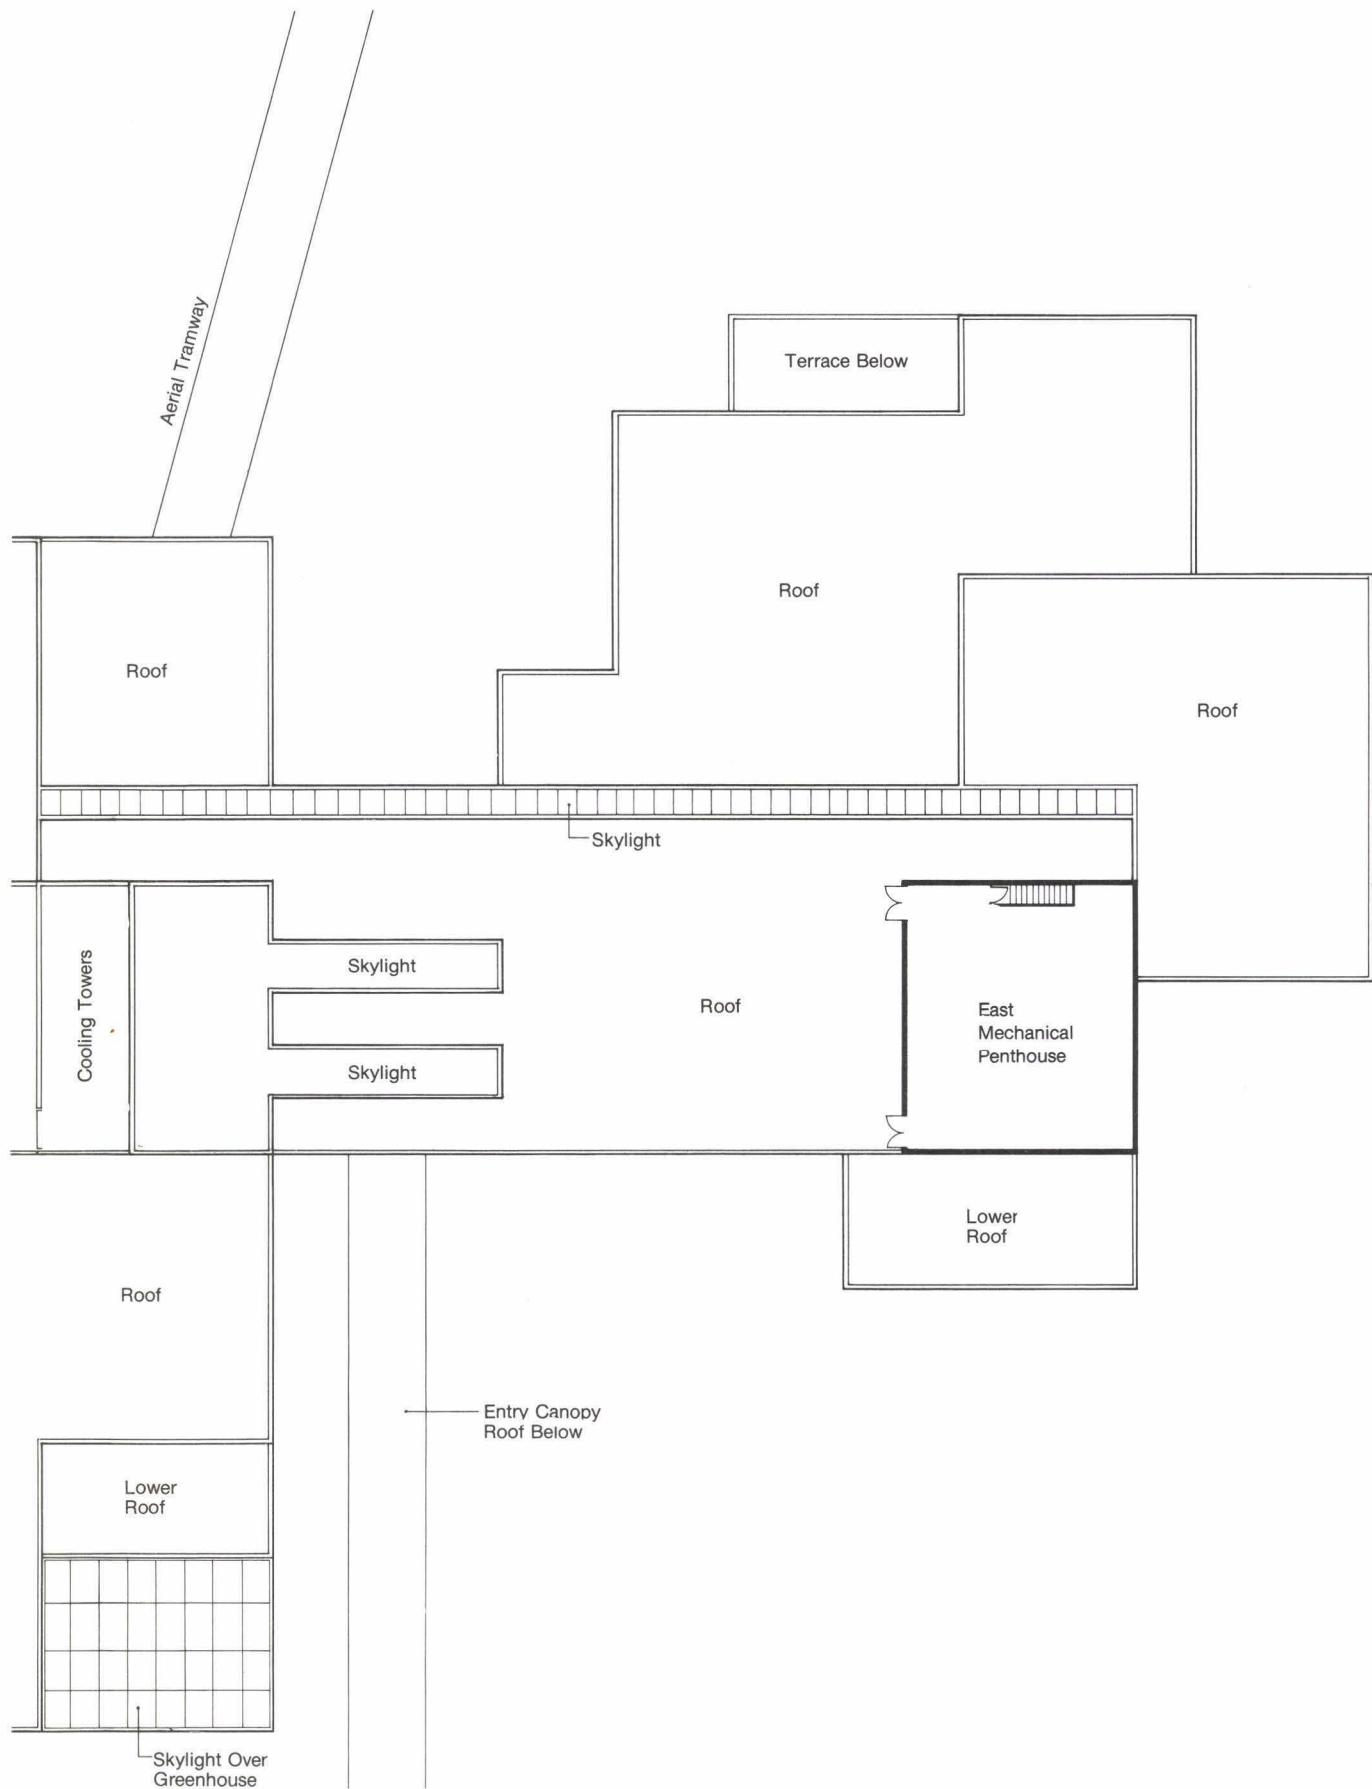 Aerial Tramway
Terrace Below
Roof
Roof
Roof
Skylight
Cooling Towers
Skylight
Roof
East
Mechanical
Penthouse
Skylight
Lower
Roof
Roof
Entry Canopy
Roof Below
Lower
Roof
Skylight Over
Greenhouse